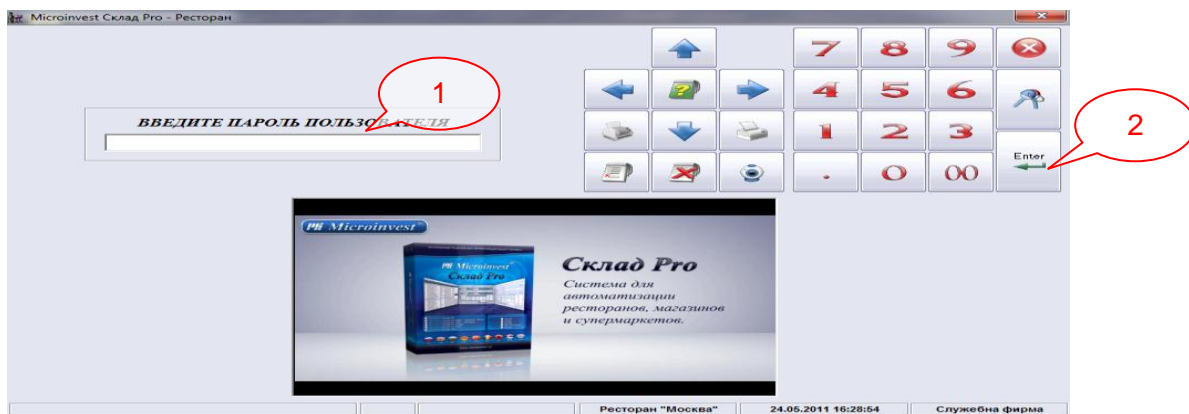 Microinvest Склад Pro - Ресторан
7 8 9
1
4 5 6
ВВЕДИТЕ ПАРОЛЬ ПОЛЬЗОВАТЕЛЯ
1 2 3
2
Enter
. 0 00
Microinvest
Microinvest
Склад Pro
Склад Pro
Система для
автоматизации
ресторанов, магазинов
и супермаркетов.
Ресторан "Москва" 24.05.2011 16:28:54 Служебна фирма